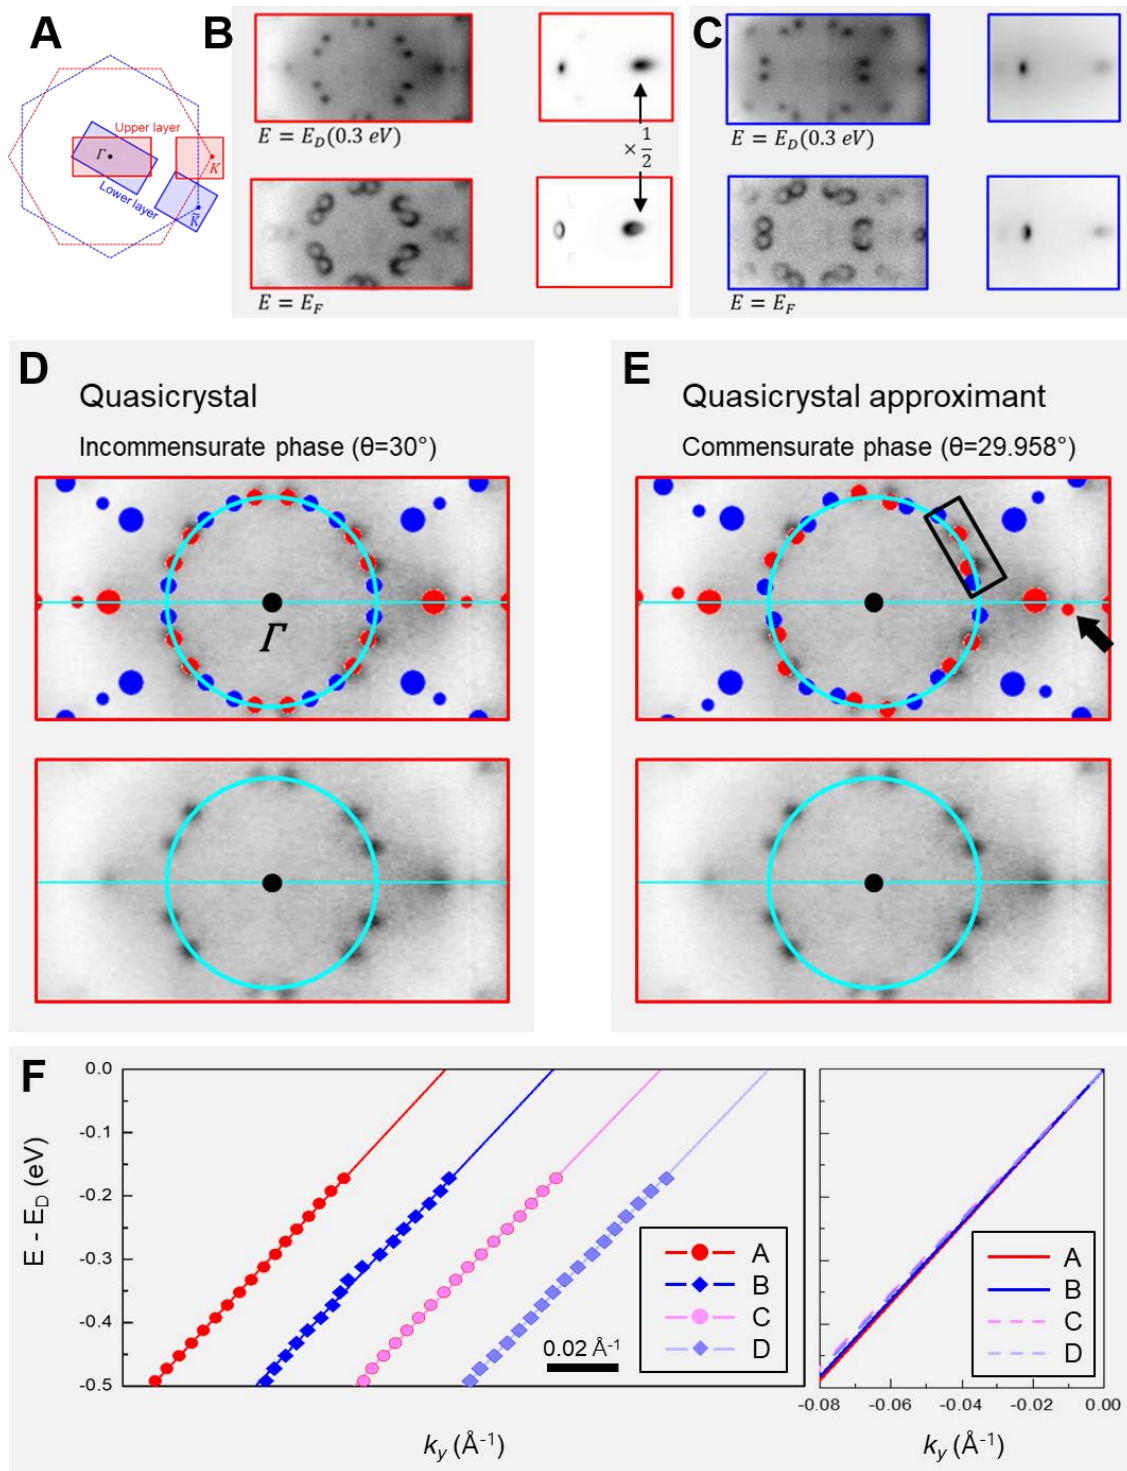 A
Upper layer
Γ
K
Lower layer
K̃
B
E = E_D(0.3 eV)
× 1/2
E = E_F
C
E = E_D(0.3 eV)
E = E_F
D
Quasicrystal
Incommensurate phase (θ=30°)
Γ
E
Quasicrystal approximant
Commensurate phase (θ=29.958°)
F
E - E_D (eV)
0.0
-0.1
-0.2
-0.3
-0.4
-0.5
A
B
C
D
0.02 Å⁻¹
k_y (Å⁻¹)
A
B
C
D
-0.08 -0.06 -0.04 -0.02 0.00
k_y (Å⁻¹)